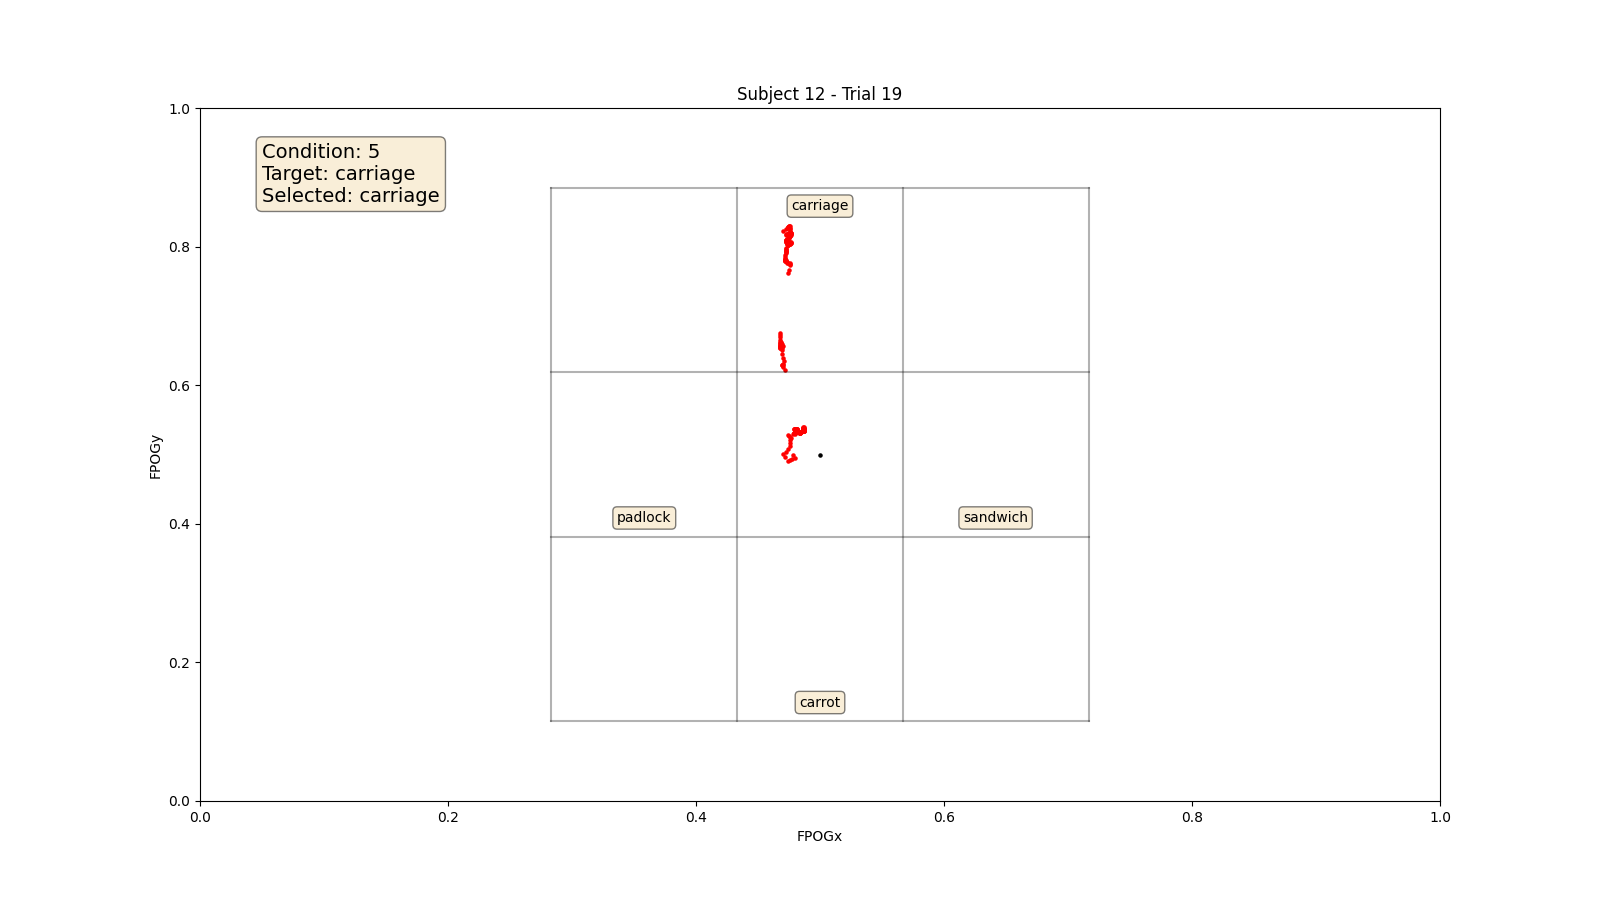 Subject 12 - Trial 19
1.0
Condition: 5
Target: carriage
Selected: carriage
carriage
0.8
0.6
FPOGy
0.4
padlock
sandwich
0.2
carrot
0.0
0.0
0.2
0.4
0.6
0.8
1.0
FPOGx